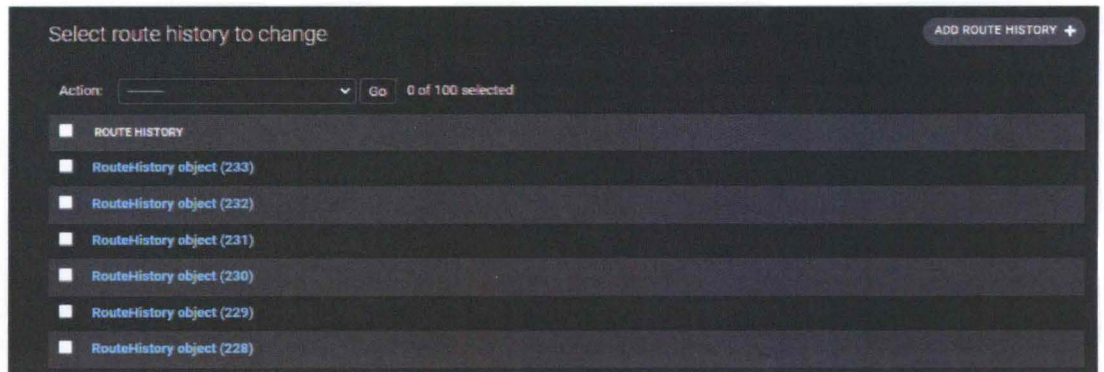 Select route history to change
ADD ROUTE HISTORY +
Action: ------ Go 0 of 100 selected
ROUTE HISTORY
RouteHistory object (233)
RouteHistory object (232)
RouteHistory object (231)
RouteHistory object (230)
RouteHistory object (229)
RouteHistory object (228)